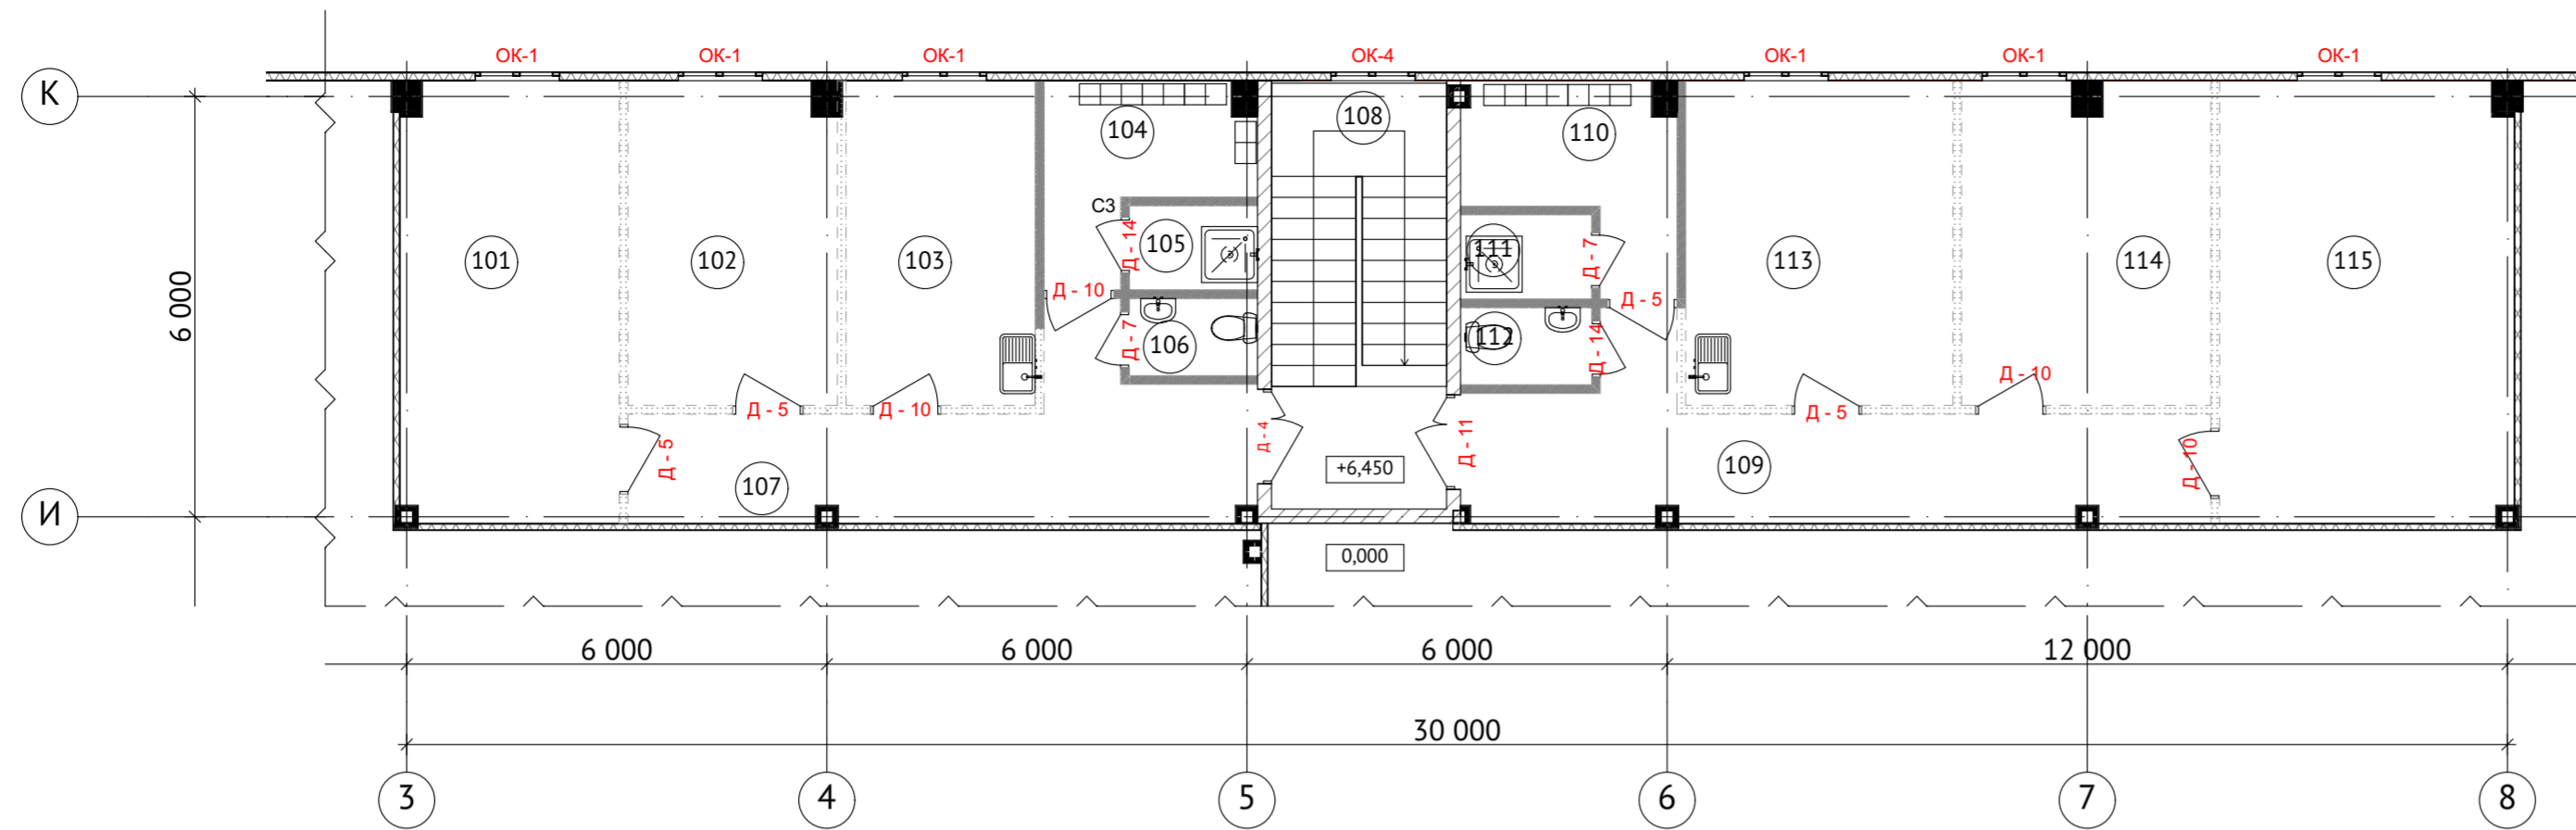 ОК-1
ОК-1
ОК-1
ОК-4
ОК-1
ОК-1
ОК-1
К
104
108
110
С3
Д - 14
105
111
Д - 7
101
102
103
113
114
115
6 000
Д - 10
Д - 5
Д - 7
106
112
Д - 14
Д - 10
Д - 5
Д - 10
Д - 5
Д - 5
Д - 4
Д - 11
Д - 10
107
+6,450
109
И
0,000
6 000
6 000
6 000
12 000
30 000
3
4
5
6
7
8